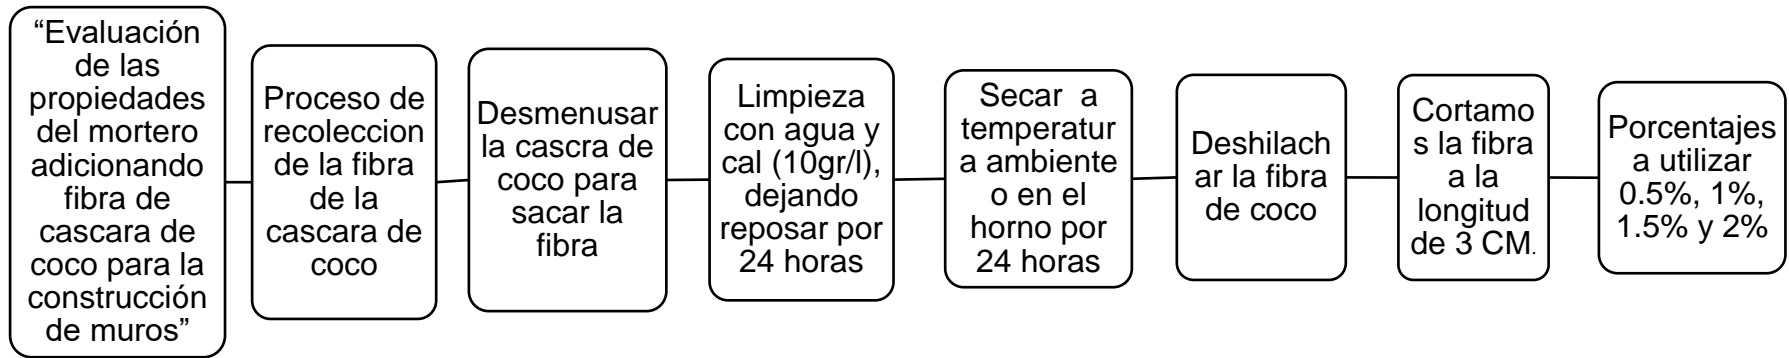 “Evaluación
de las
propiedades
del mortero
adicionando
fibra de
cascara de
coco para la
construcción
de muros”
Proceso de
recoleccion
de la fibra
de la
cascara de
coco
Desmenusar
la cascra de
coco para
sacar la
fibra
Limpieza
con agua y
cal (10gr/l),
dejando
reposar por
24 horas
Secar a
temperatur
a ambiente
o en el
horno por
24 horas
Deshilach
ar la fibra
de coco
Cortamo
s la fibra
a la
longitud
de 3 CM.
Porcentajes
a utilizar
0.5%, 1%,
1.5% y 2%